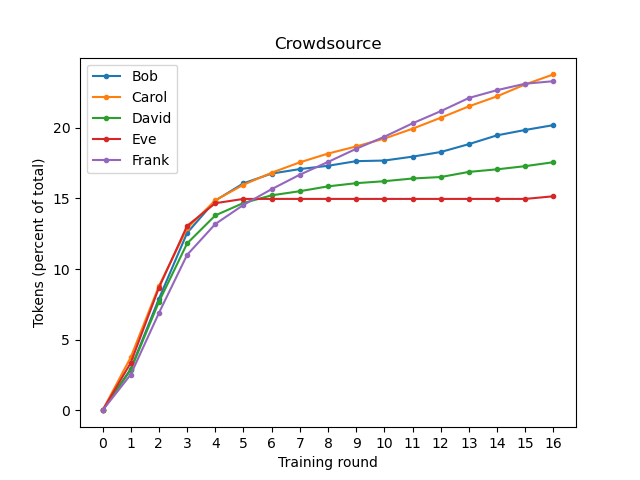 Crowdsource
Bob
Carol
David
Eve
Frank
Tokens (percent of total)
20
15
10
5
0
0 1 2 3 4 5 6 7 8 9 10 11 12 13 14 15 16
Training round